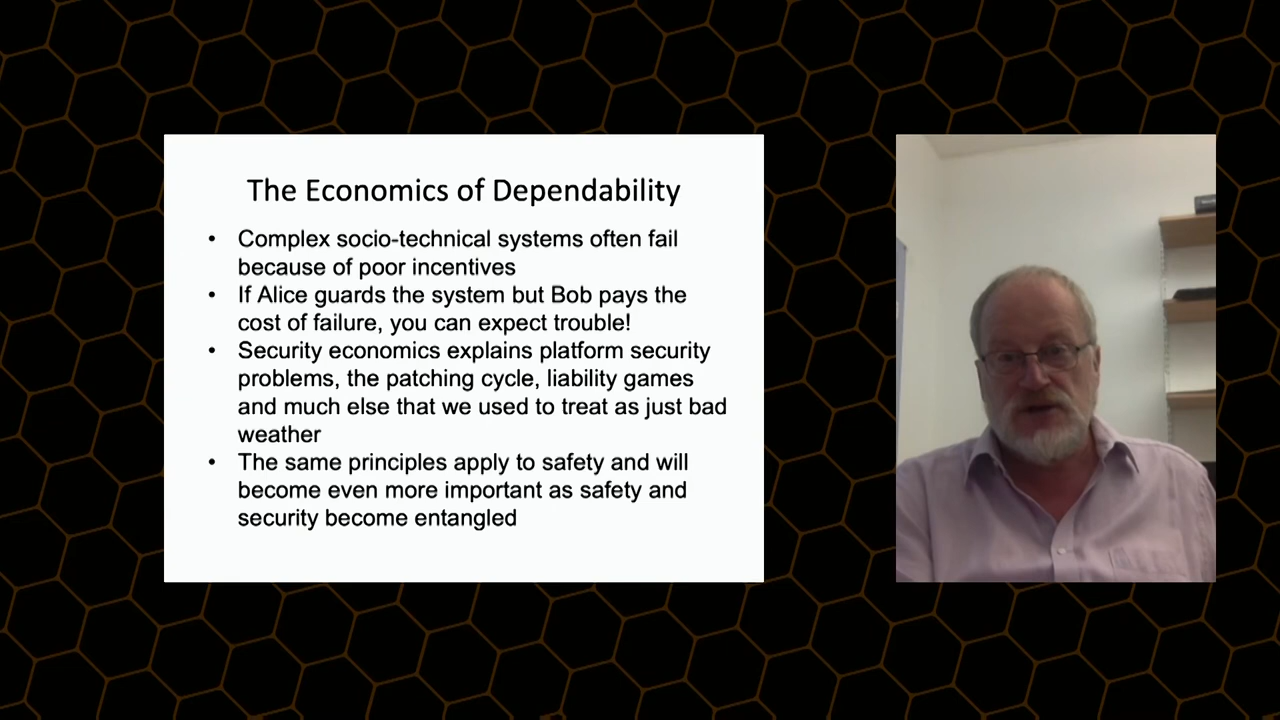 The Economics of Dependability
• Complex socio-technical systems often fail
because of poor incentives
• If Alice guards the system but Bob pays the
cost of failure, you can expect trouble!
• Security economics explains platform security
problems, the patching cycle, liability games
and much else that we used to treat as just bad
weather
• The same principles apply to safety and will
become even more important as safety and
security become entangled